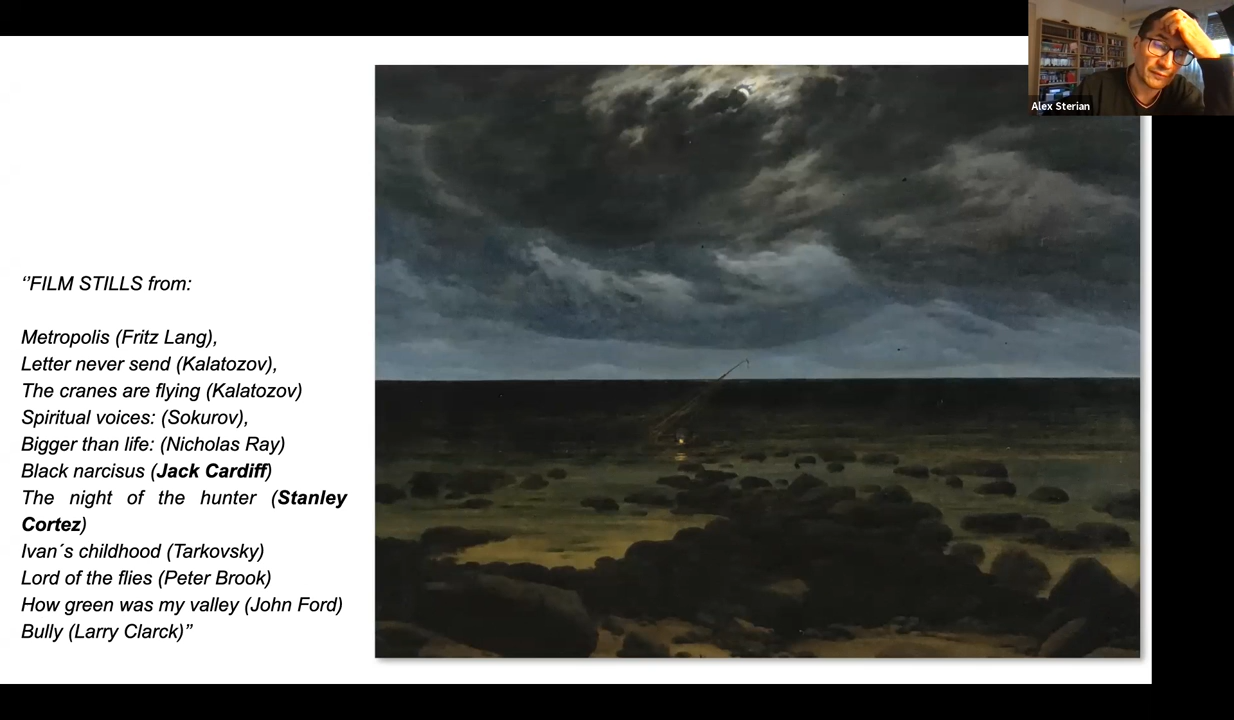 ‘’FILM STILLS from:
Metropolis (Fritz Lang),
Letter never send (Kalatozov),
The cranes are flying (Kalatozov)
Spiritual voices: (Sokurov),
Bigger than life: (Nicholas Ray)
Black narcisus (Jack Cardiff)
The night of the hunter (Stanley
Cortez)
Ivan´s childhood (Tarkovsky)
Lord of the flies (Peter Brook)
How green was my valley (John Ford)
Bully (Larry Clarck)”
Alex Sterian